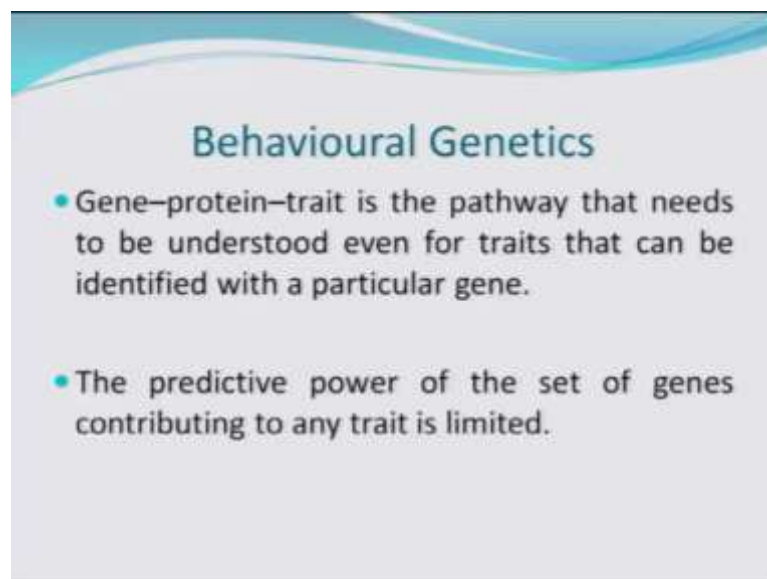 Behavioural Genetics
Gene–protein–trait is the pathway that needs
to be understood even for traits that can be
identified with a particular gene.
The predictive power of the set of genes
contributing to any trait is limited.